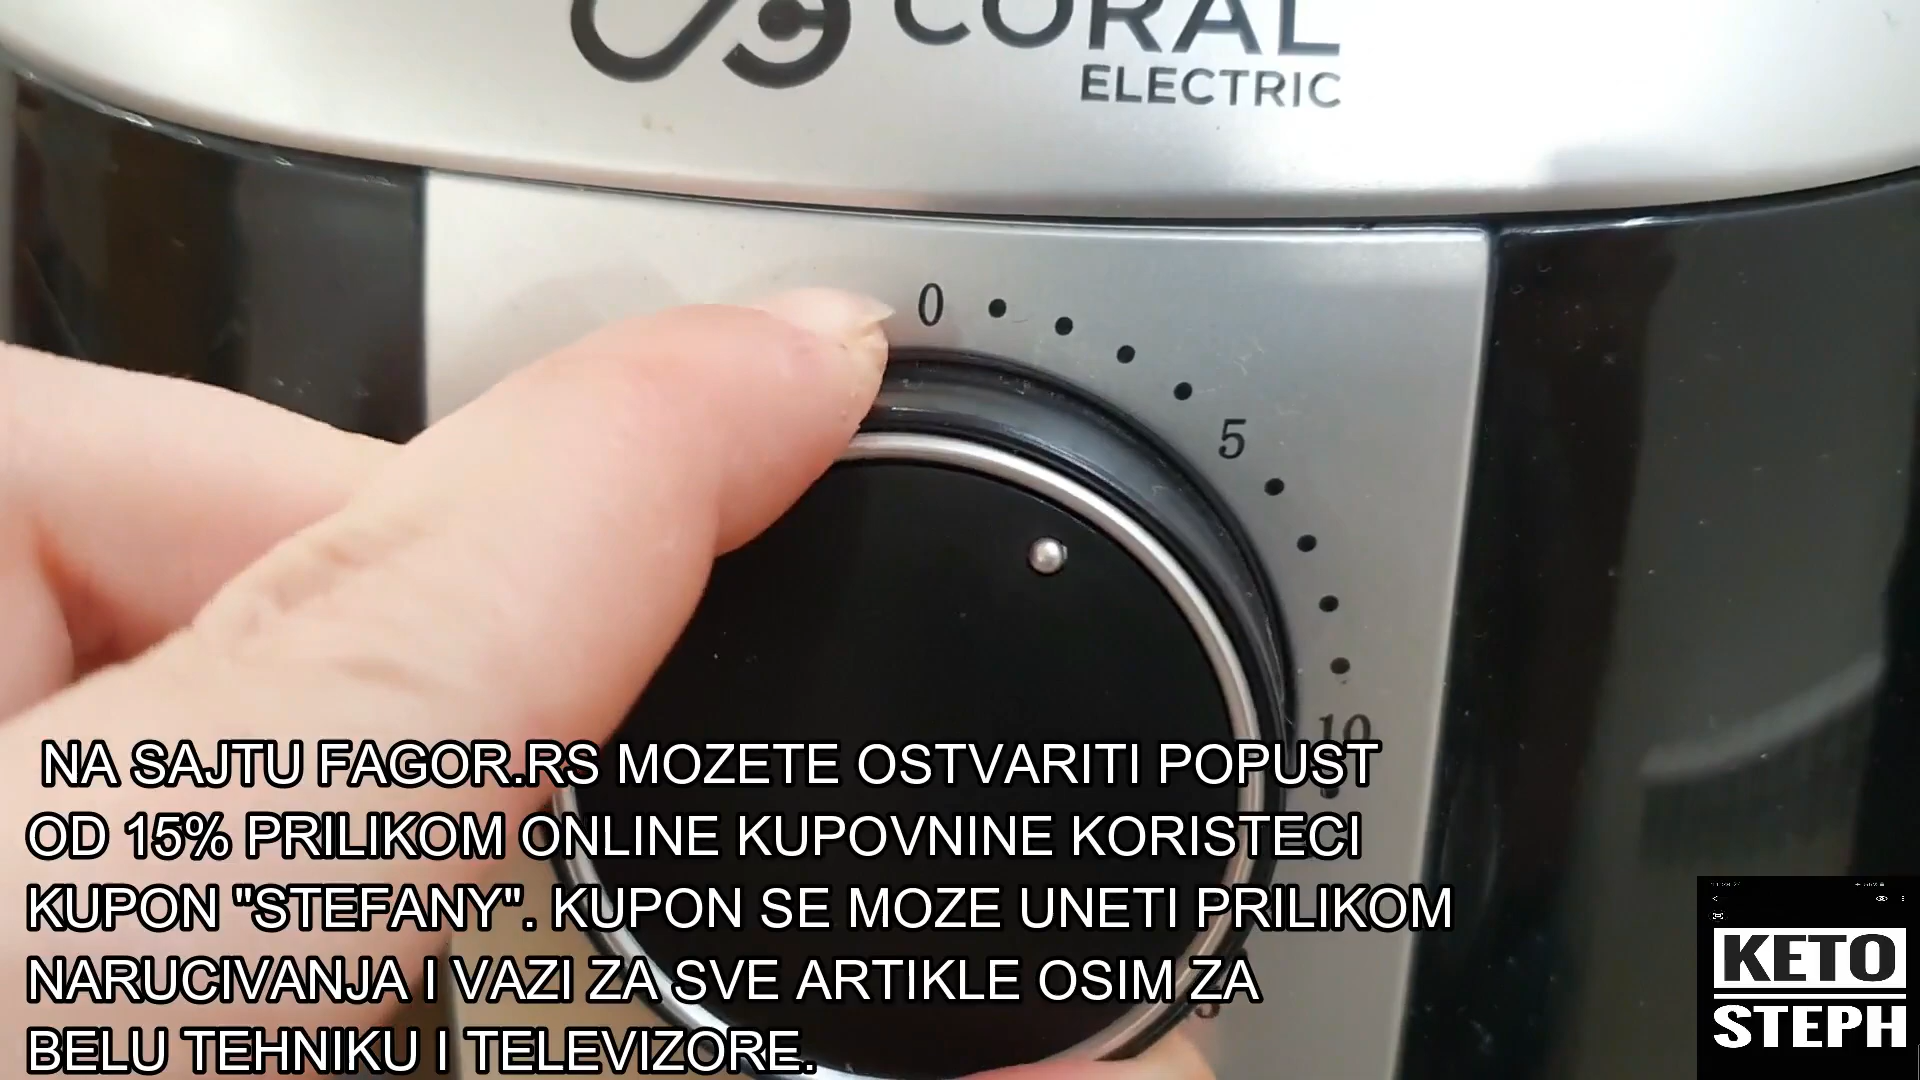 CORAL
ELECTRIC
0
5
10
NA SAJTU FAGOR.RS MOZETE OSTVARITI POPUST
OD 15% PRILIKOM ONLINE KUPOVNINE KORISTECI
KUPON "STEFANY". KUPON SE MOZE UNETI PRILIKOM
NARUCIVANJA I VAZI ZA SVE ARTIKLE OSIM ZA
BELU TEHNIKU I TELEVIZORE.
KETO
STEPH